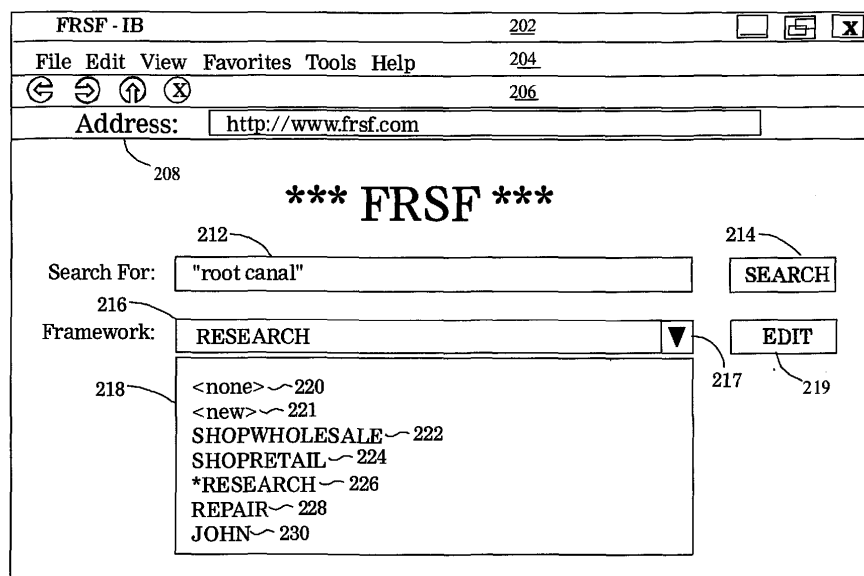 FRSF - IB 202 X
File Edit View Favorites Tools Help 204
X 206
Address: http://www.frsf.com
208
*** FRSF ***
212 214
Search For: "root canal" SEARCH
216
Framework: RESEARCH EDIT
217 219
218
<none> 220
<new> 221
SHOPWHOLESALE 222
SHOPRETAIL 224
*RESEARCH 226
REPAIR 228
JOHN 230